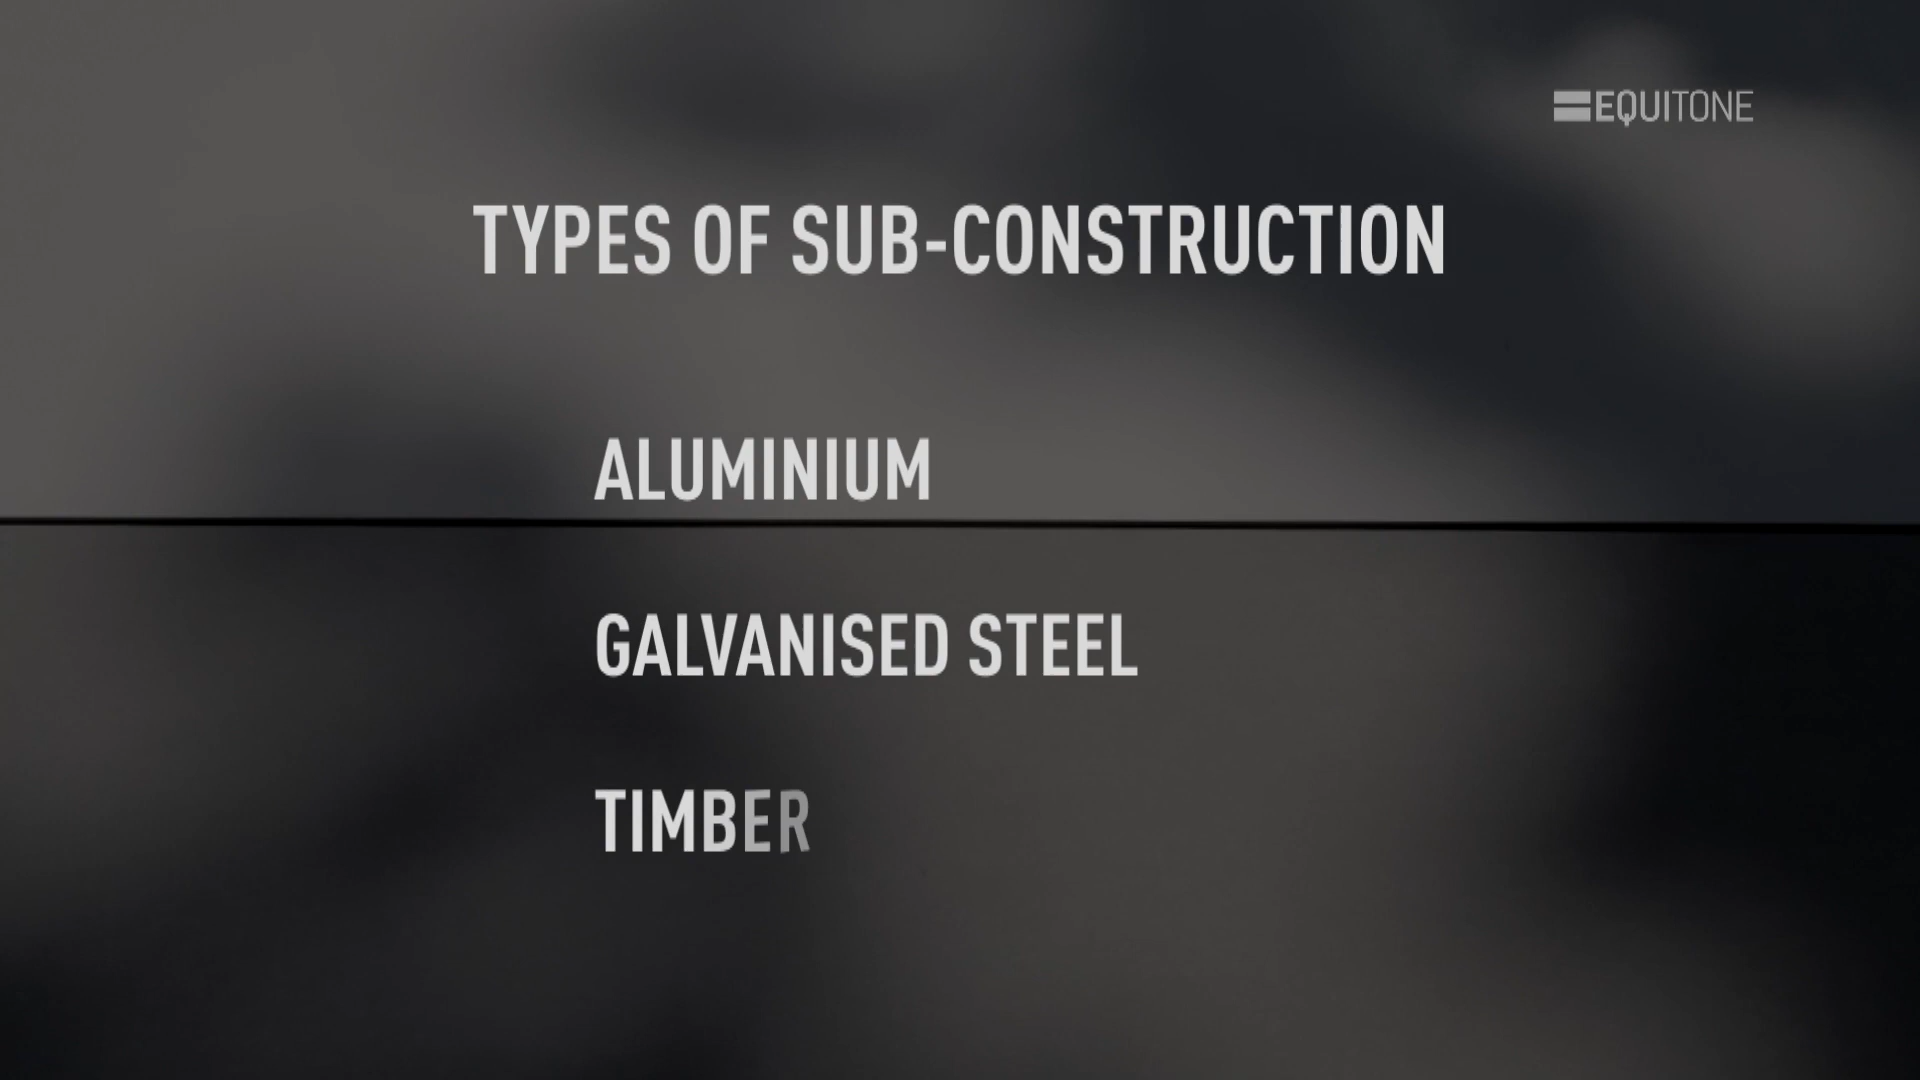 EQUITONE
TYPES OF SUB-CONSTRUCTION
ALUMINIUM
GALVANISED STEEL
TIMBER